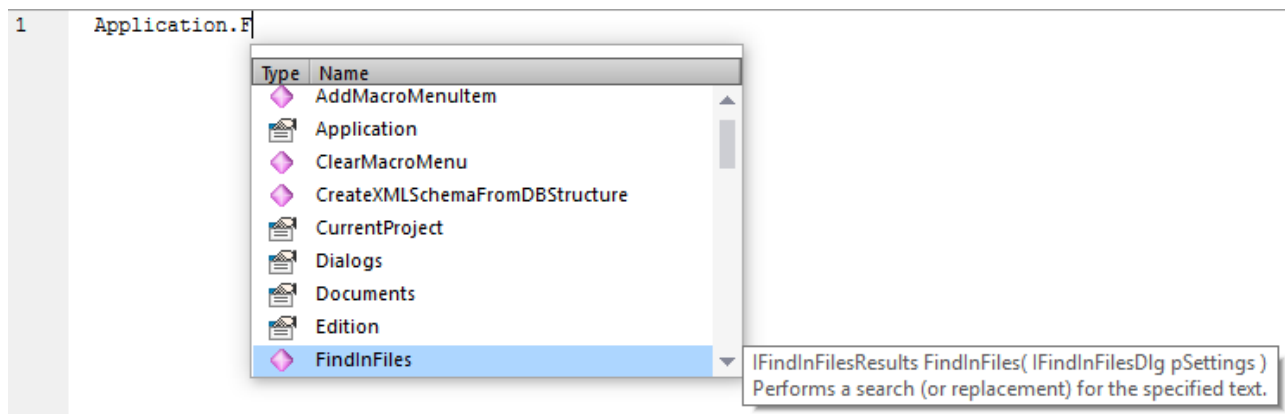 1 Application.F
Type Name
AddMacroMenuItem
Application
ClearMacroMenu
CreateXMLSchemaFromDBStructure
CurrentProject
Dialogs
Documents
Edition
FindInFiles
IFindInFilesResults FindInFiles( IFindInFilesDlg pSettings )
Performs a search (or replacement) for the specified text.